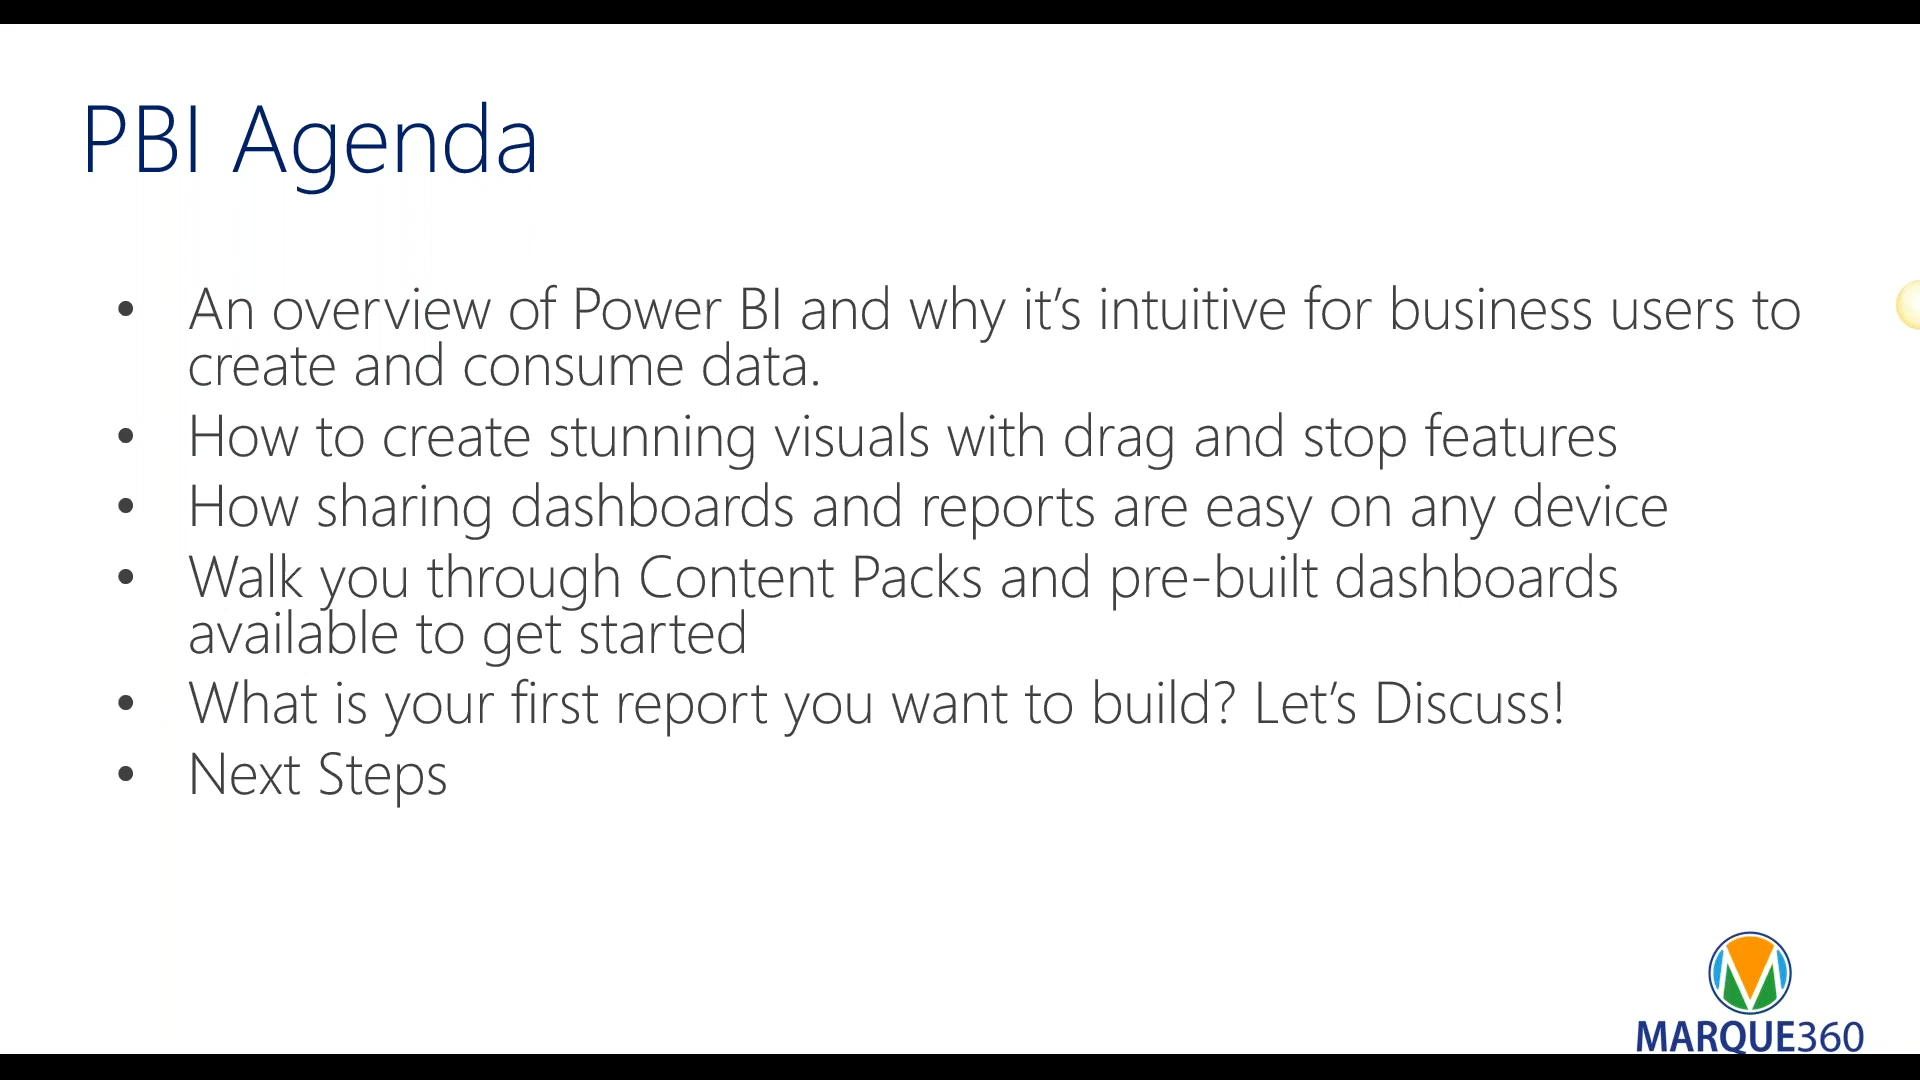 PBI Agenda
• An overview of Power BI and why it’s intuitive for business users to
create and consume data.
• How to create stunning visuals with drag and stop features
• How sharing dashboards and reports are easy on any device
• Walk you through Content Packs and pre-built dashboards
available to get started
• What is your first report you want to build? Let’s Discuss!
• Next Steps
MARQUE360